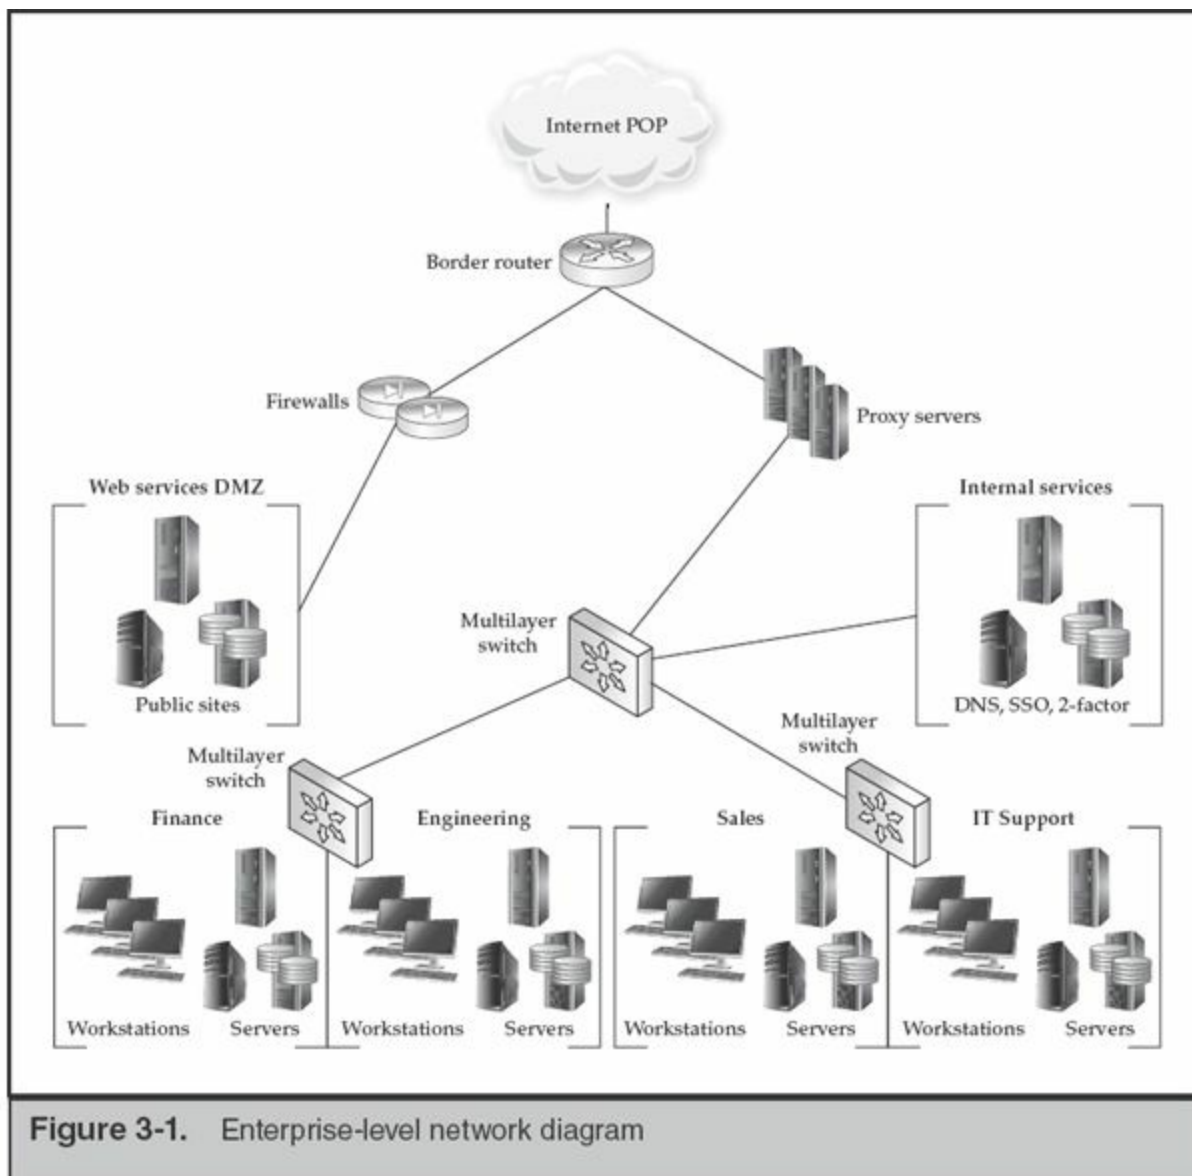 Internet POP
Border router
Firewalls
Proxy servers
Web services DMZ
Internal services
Public sites
Multilayer
switch
DNS, SSO, 2-factor
Multilayer
switch
Multilayer
switch
Finance
Engineering
Sales
IT Support
Workstations
Servers
Workstations
Servers
Workstations
Servers
Workstations
Servers
Figure 3-1. Enterprise-level network diagram